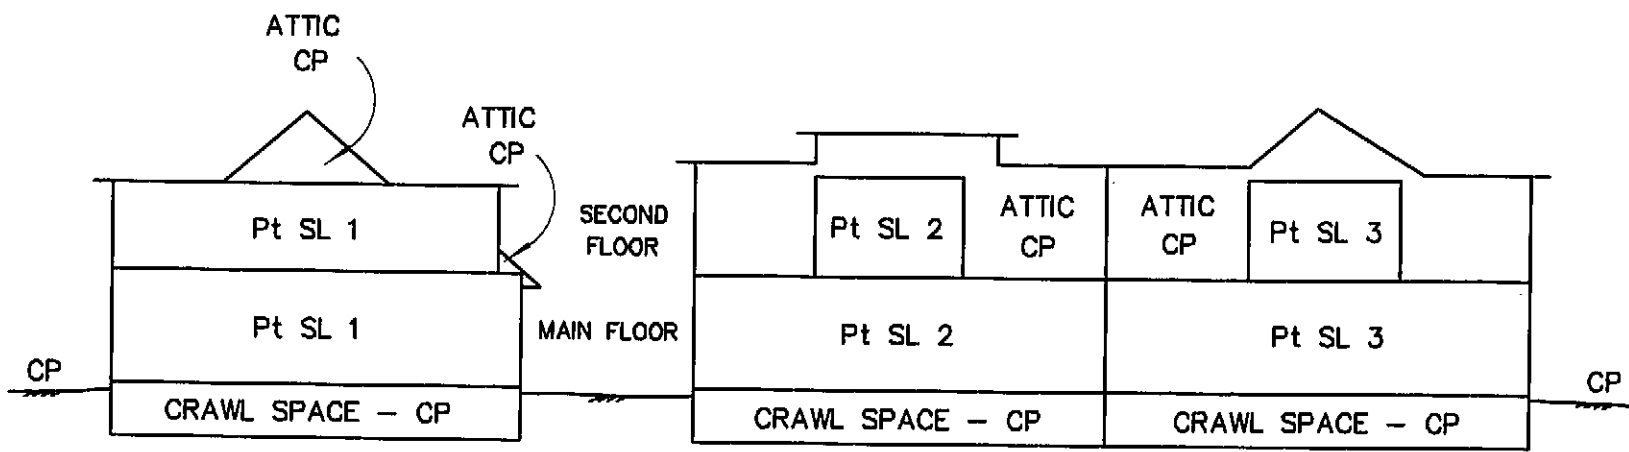 ATTIC
CP
ATTIC
CP
Pt SL 1
SECOND
FLOOR
Pt SL 2
ATTIC
CP
ATTIC
CP
Pt SL 3
Pt SL 1
MAIN FLOOR
Pt SL 2
Pt SL 3
CP
CP
CRAWL SPACE – CP
CRAWL SPACE – CP
CRAWL SPACE – CP